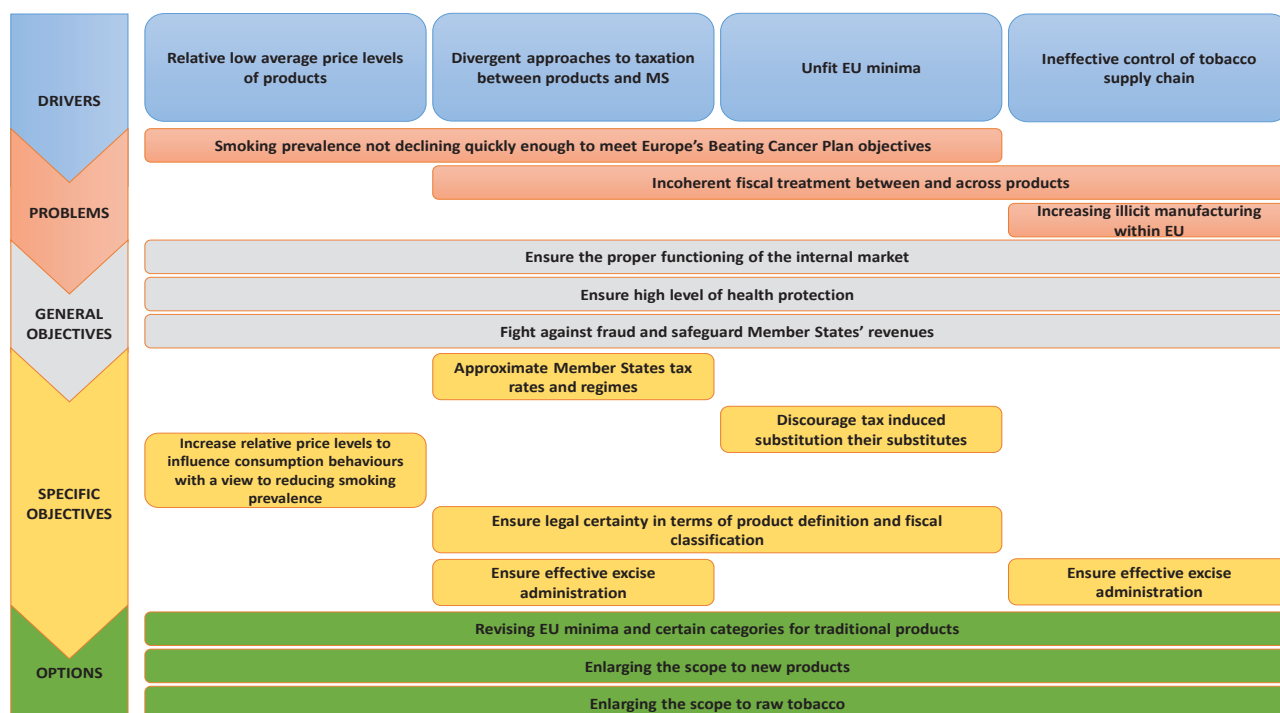 DRIVERS
Relative low average price levels
of products
Divergent approaches to taxation
between products and MS
Unfit EU minima
Ineffective control of tobacco
supply chain
PROBLEMS
Smoking prevalence not declining quickly enough to meet Europe's Beating Cancer Plan objectives
Incoherent fiscal treatment between and across products
Increasing illicit manufacturing
within EU
GENERAL
OBJECTIVES
Ensure the proper functioning of the internal market
Ensure high level of health protection
Fight against fraud and safeguard Member States' revenues
SPECIFIC
OBJECTIVES
Approximate Member States tax
rates and regimes
Discourage tax induced
substitution their substitutes
Increase relative price levels to
influence consumption behaviours
with a view to reducing smoking
prevalence
Ensure legal certainty in terms of product definition and fiscal
classification
Ensure effective excise
administration
Ensure effective excise
administration
OPTIONS
Revising EU minima and certain categories for traditional products
Enlarging the scope to new products
Enlarging the scope to raw tobacco